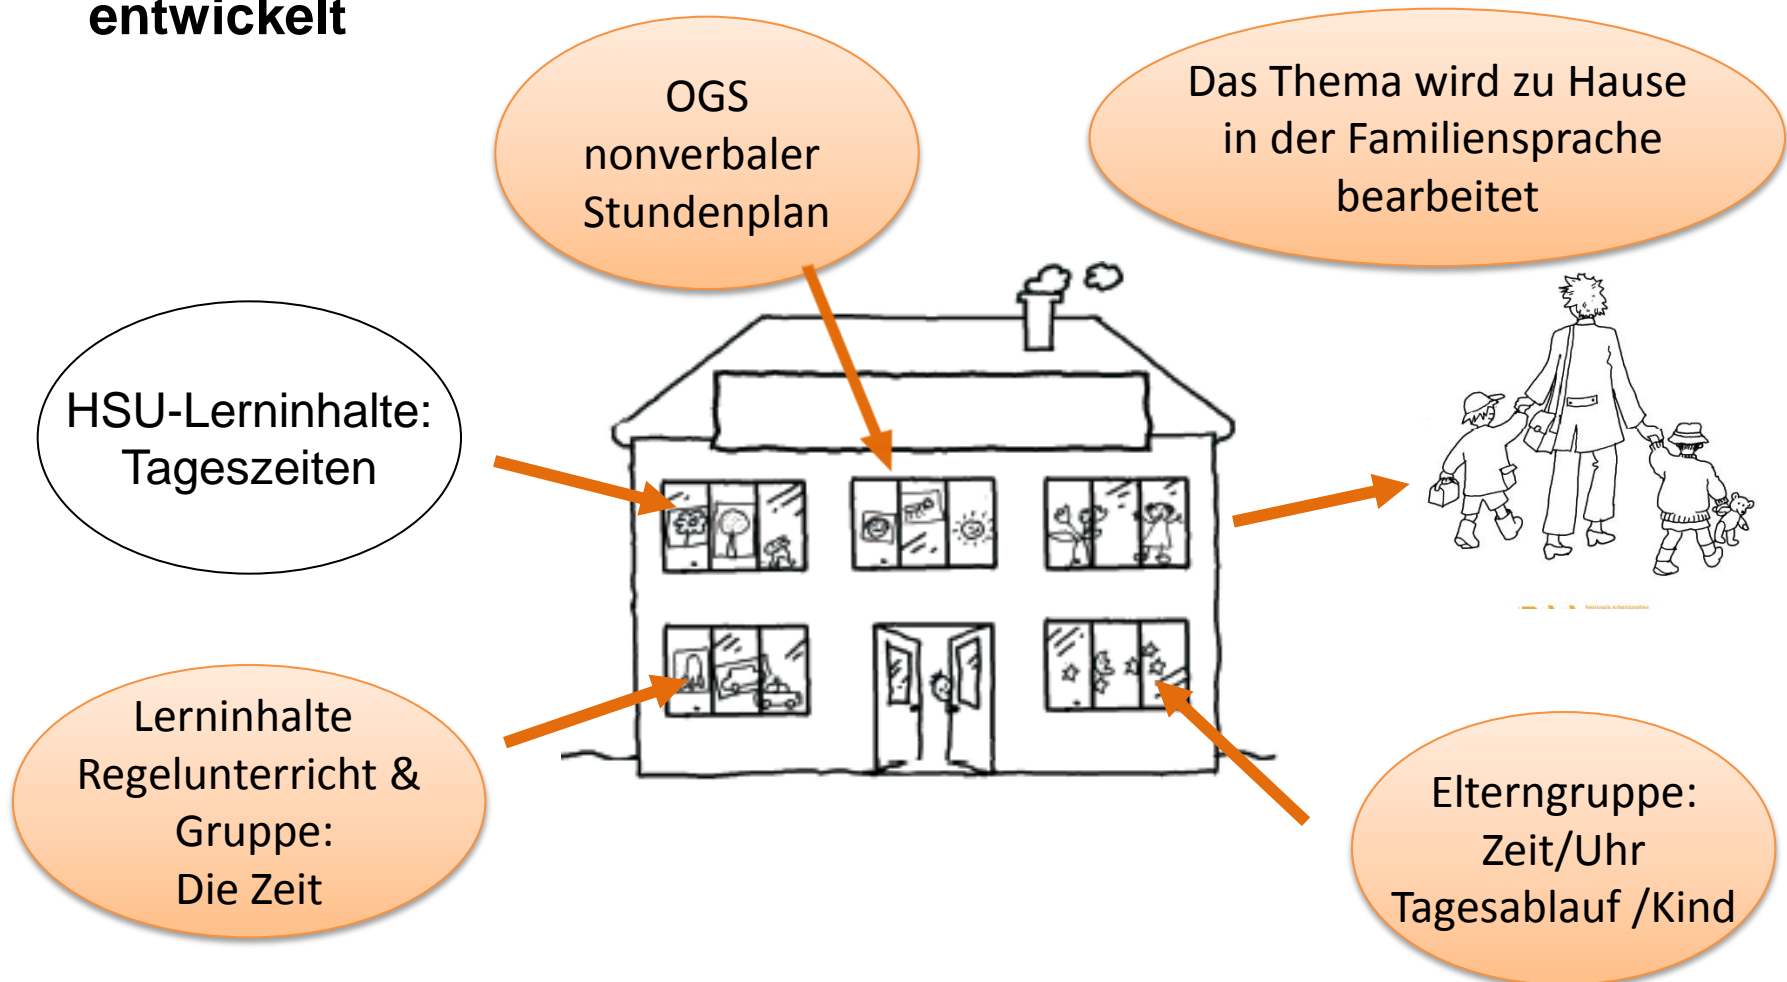 entwickelt
OGS
nonverbaler
Stundenplan
Das Thema wird zu Hause
in der Familiensprache
bearbeitet
HSU-Lerninhalte:
Tageszeiten
Lerninhalte
Regelunterricht &
Gruppe:
Die Zeit
Elterngruppe:
Zeit/Uhr
Tagesablauf /Kind